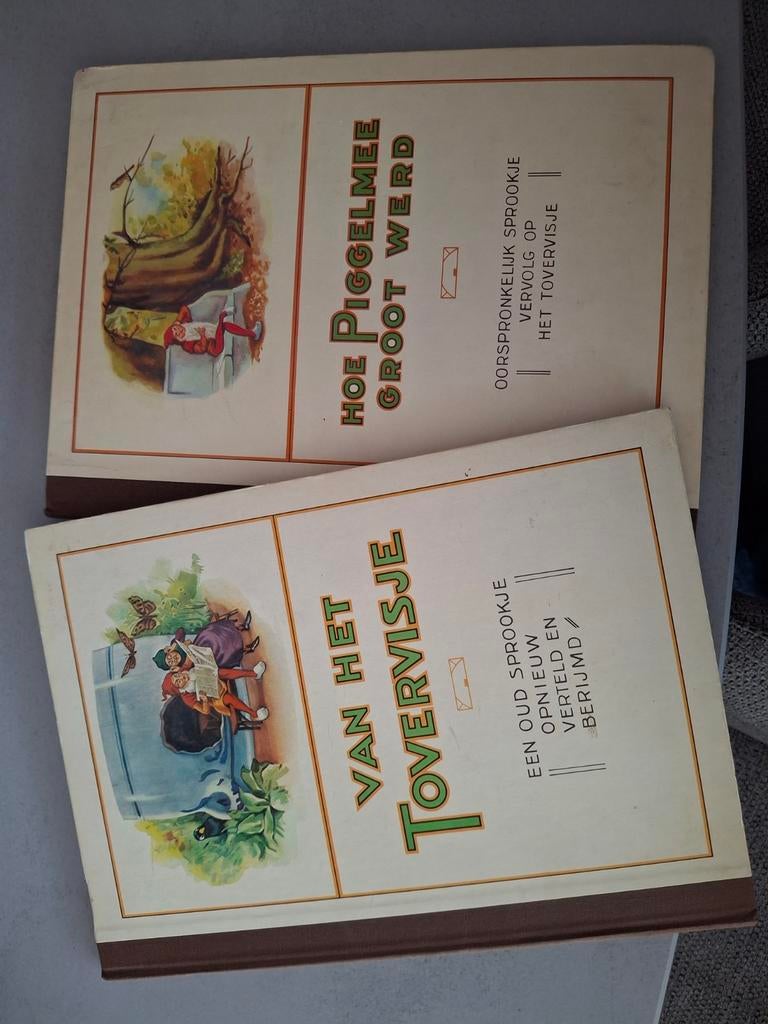 HOE PIGGELMEE
GROOT WERD
OORSPRONKELIJK SPROOKJE
VERVOLG OP
HET TOVERVISJE
VAN HET
TOVERVISJE
EEN OUD SPROOKJE
OPNIEUW
VERTELD EN
BERIJMD